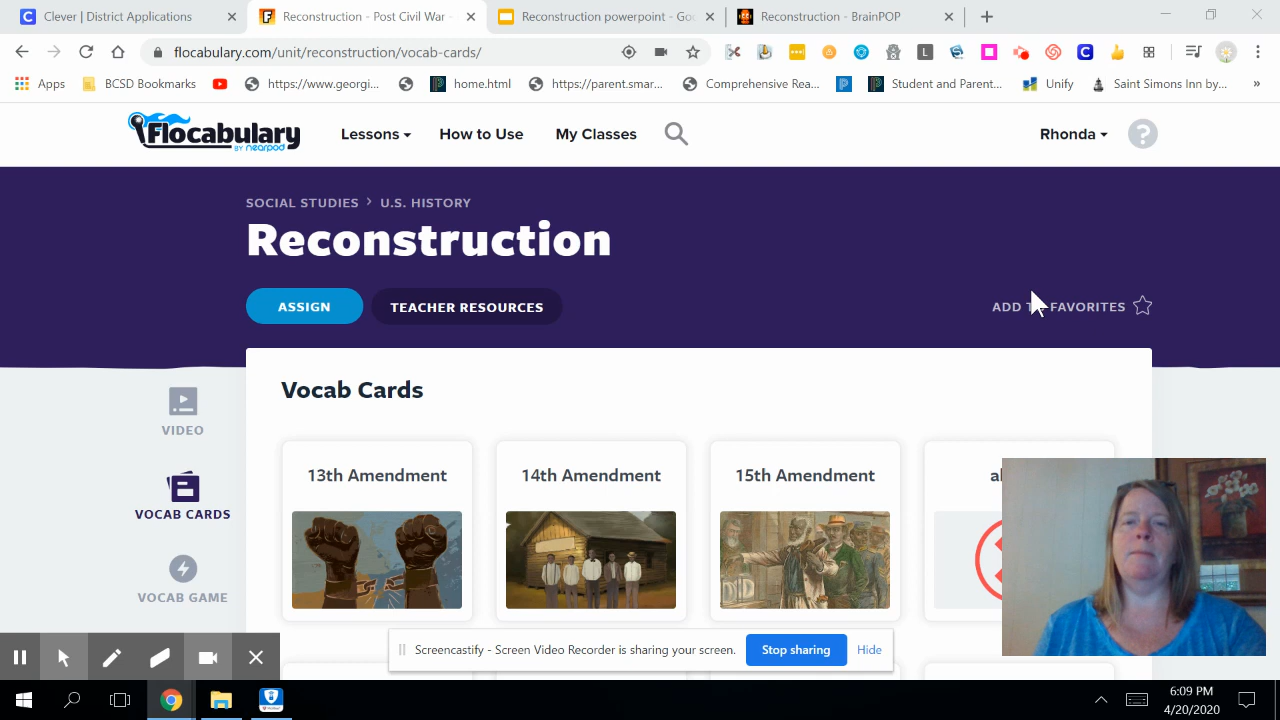 Clever | District Applications
Reconstruction - Post Civil War -
Reconstruction powerpoint - Goo
Reconstruction - BrainPOP
flocabulary.com/unit/reconstruction/vocab-cards/
Apps
BCSD Bookmarks
https://www.georgi...
home.html
https://parent.smar...
Comprehensive Rea...
Student and Parent...
Unify
Saint Simons Inn by...
Flocabulary
BY nearpod
Lessons
How to Use
My Classes
Rhonda
SOCIAL STUDIES > U.S. HISTORY
Reconstruction
ASSIGN
TEACHER RESOURCES
ADD T FAVORITES
Vocab Cards
VIDEO
VOCAB CARDS
VOCAB GAME
13th Amendment
14th Amendment
15th Amendment
Screencastify - Screen Video Recorder is sharing your screen.
Stop sharing
Hide
6:09 PM
4/20/2020